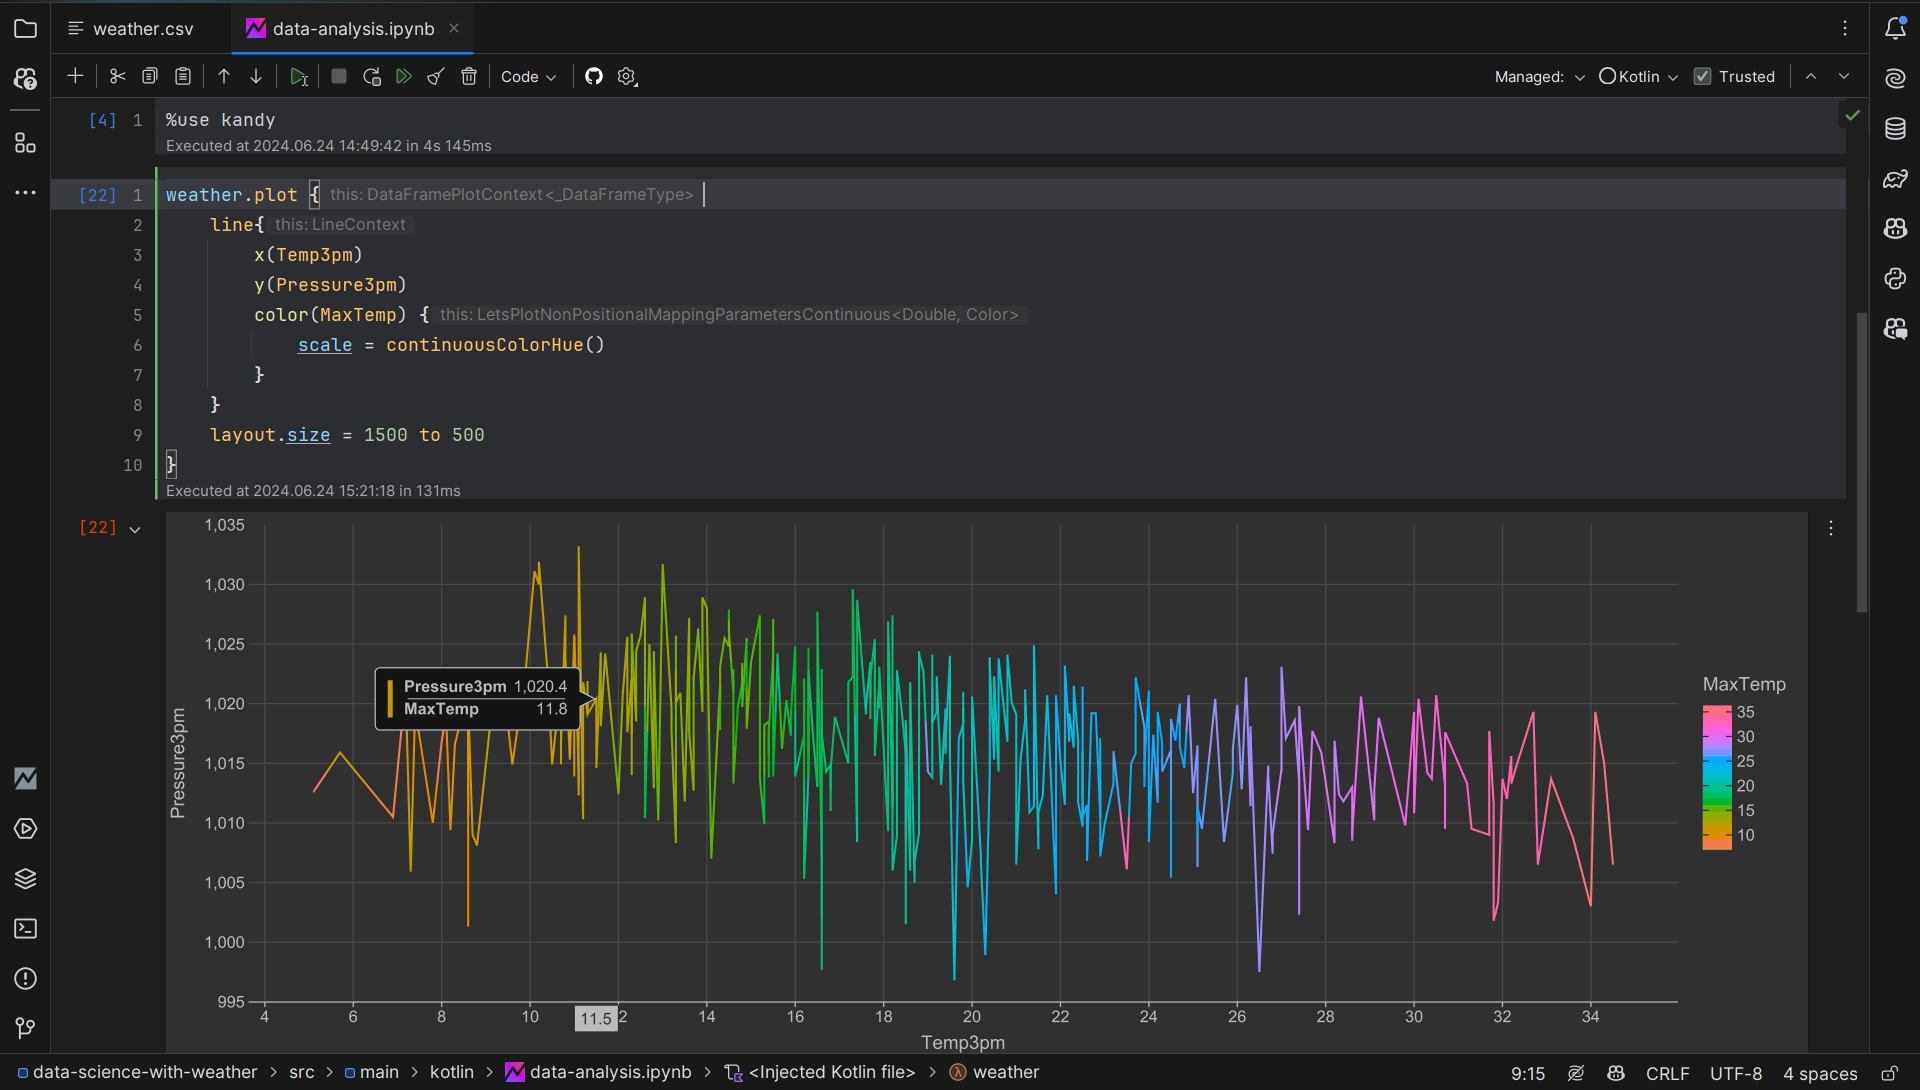 weather.csv
data-analysis.ipynb
Code
Managed:
Kotlin
Trusted
[4] 1 %use kandy
Executed at 2024.06.24 14:49:42 in 4s 145ms
[22] 1 weather.plot { this: DataFramePlotContext<_DataFrameType>
2 line{ this: LineContext
3 x(Temp3pm)
4 y(Pressure3pm)
5 color(MaxTemp) { this: LetsPlotNonPositionalMappingParametersContinuous<Double, Color>
6 scale = continuousColorHue()
7 }
8 }
9 layout.size = 1500 to 500
10 }
Executed at 2024.06.24 15:21:18 in 131ms
[22]
1,035
1,030
1,025
1,020
1,015
1,010
1,005
1,000
995
Pressure3pm
Pressure3pm 1,020.4
MaxTemp 11.8
MaxTemp
35
30
25
20
15
10
4 6 8 10 11.5 2 14 16 18 20 22 24 26 28 30 32 34
Temp3pm
data-science-with-weather > src > main > kotlin > data-analysis.ipynb > <Injected Kotlin file> > λ weather
9:15 CRLF UTF-8 4 spaces